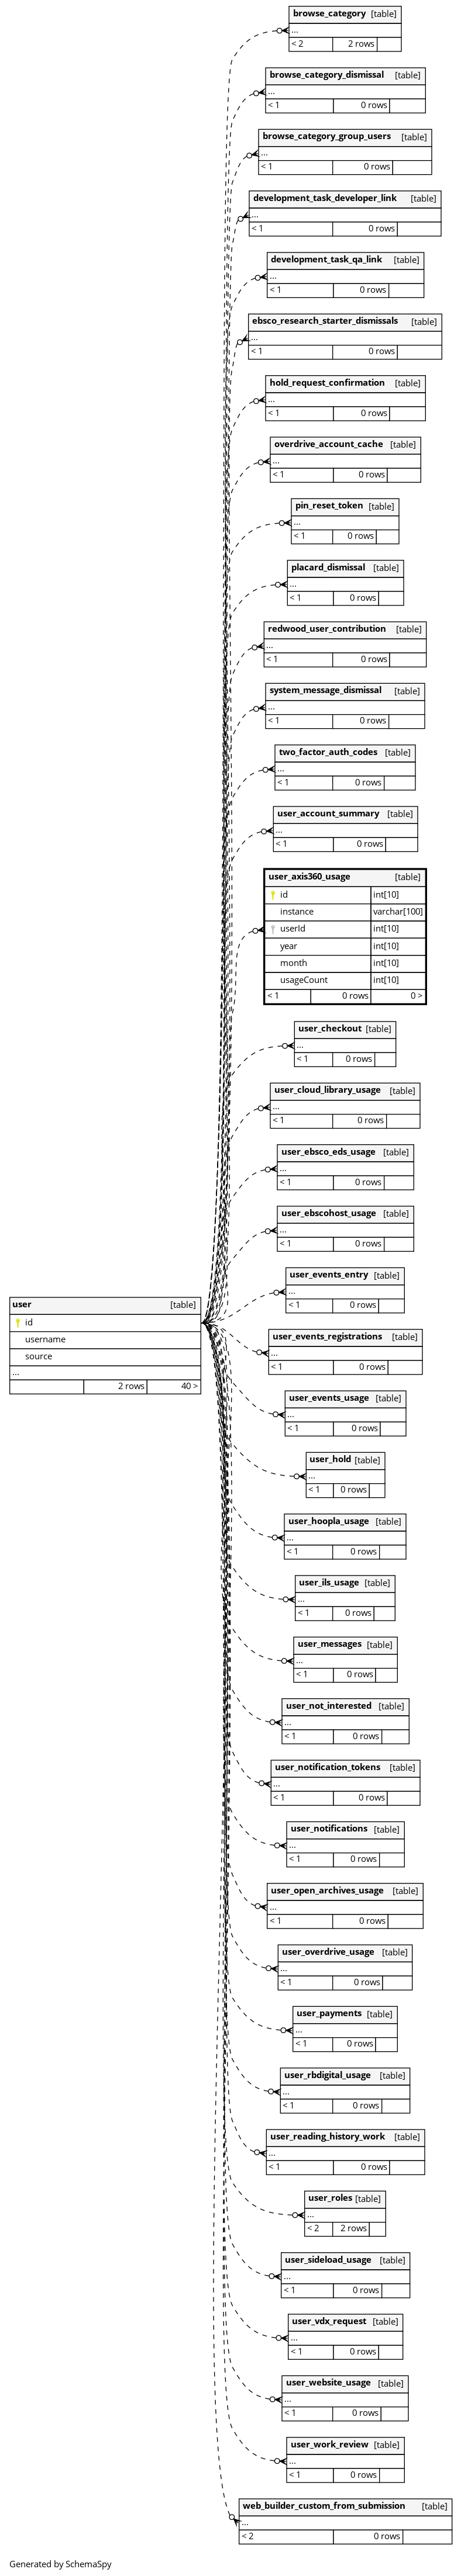 browse_category [table]
...
< 2 2 rows
browse_category_dismissal [table]
...
< 1 0 rows
browse_category_group_users [table]
...
< 1 0 rows
development_task_developer_link [table]
...
< 1 0 rows
development_task_qa_link [table]
...
< 1 0 rows
ebsco_research_starter_dismissals [table]
...
< 1 0 rows
hold_request_confirmation [table]
...
< 1 0 rows
overdrive_account_cache [table]
...
< 1 0 rows
pin_reset_token [table]
...
< 1 0 rows
placard_dismissal [table]
...
< 1 0 rows
redwood_user_contribution [table]
...
< 1 0 rows
system_message_dismissal [table]
...
< 1 0 rows
two_factor_auth_codes [table]
...
< 1 0 rows
user_account_summary [table]
...
< 1 0 rows
user_axis360_usage [table]
id int[10]
instance varchar[100]
userId int[10]
year int[10]
month int[10]
usageCount int[10]
< 1 0 rows 0 >
user_checkout [table]
...
< 1 0 rows
user_cloud_library_usage [table]
...
< 1 0 rows
user_ebsco_eds_usage [table]
...
< 1 0 rows
user_ebscohost_usage [table]
...
< 1 0 rows
user_events_entry [table]
...
< 1 0 rows
user [table]
id
username
source
...
2 rows 40 >
user_events_registrations [table]
...
< 1 0 rows
user_events_usage [table]
...
< 1 0 rows
user_hold [table]
...
< 1 0 rows
user_hoopla_usage [table]
...
< 1 0 rows
user_ils_usage [table]
...
< 1 0 rows
user_messages [table]
...
< 1 0 rows
user_not_interested [table]
...
< 1 0 rows
user_notification_tokens [table]
...
< 1 0 rows
user_notifications [table]
...
< 1 0 rows
user_open_archives_usage [table]
...
< 1 0 rows
user_overdrive_usage [table]
...
< 1 0 rows
user_payments [table]
...
< 1 0 rows
user_rbdigital_usage [table]
...
< 1 0 rows
user_reading_history_work [table]
...
< 1 0 rows
user_roles [table]
...
< 2 2 rows
user_sideload_usage [table]
...
< 1 0 rows
user_vdx_request [table]
...
< 1 0 rows
user_website_usage [table]
...
< 1 0 rows
user_work_review [table]
...
< 1 0 rows
web_builder_custom_from_submission [table]
...
< 2 0 rows
Generated by SchemaSpy